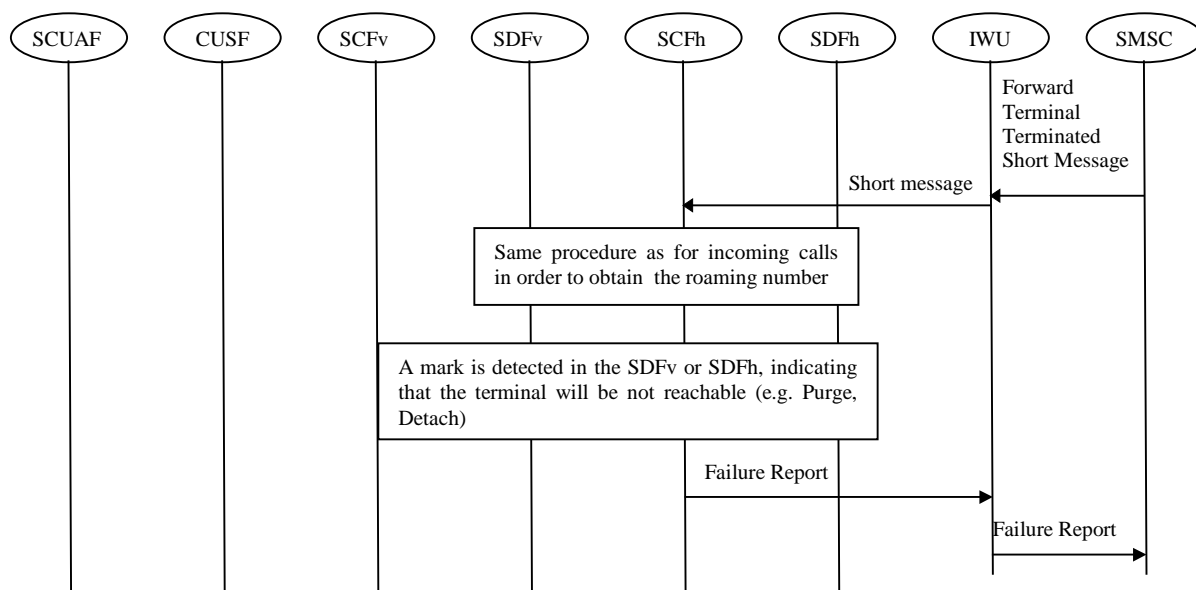 SCUAF CUSF SCFv SDFv SCFh SDFh IWU SMSC
Forward
Terminal
Terminated
Short Message
Short message
Same procedure as for incoming calls
in order to obtain the roaming number
A mark is detected in the SDFv or SDFh, indicating
that the terminal will be not reachable (e.g. Purge,
Detach)
Failure Report
Failure Report